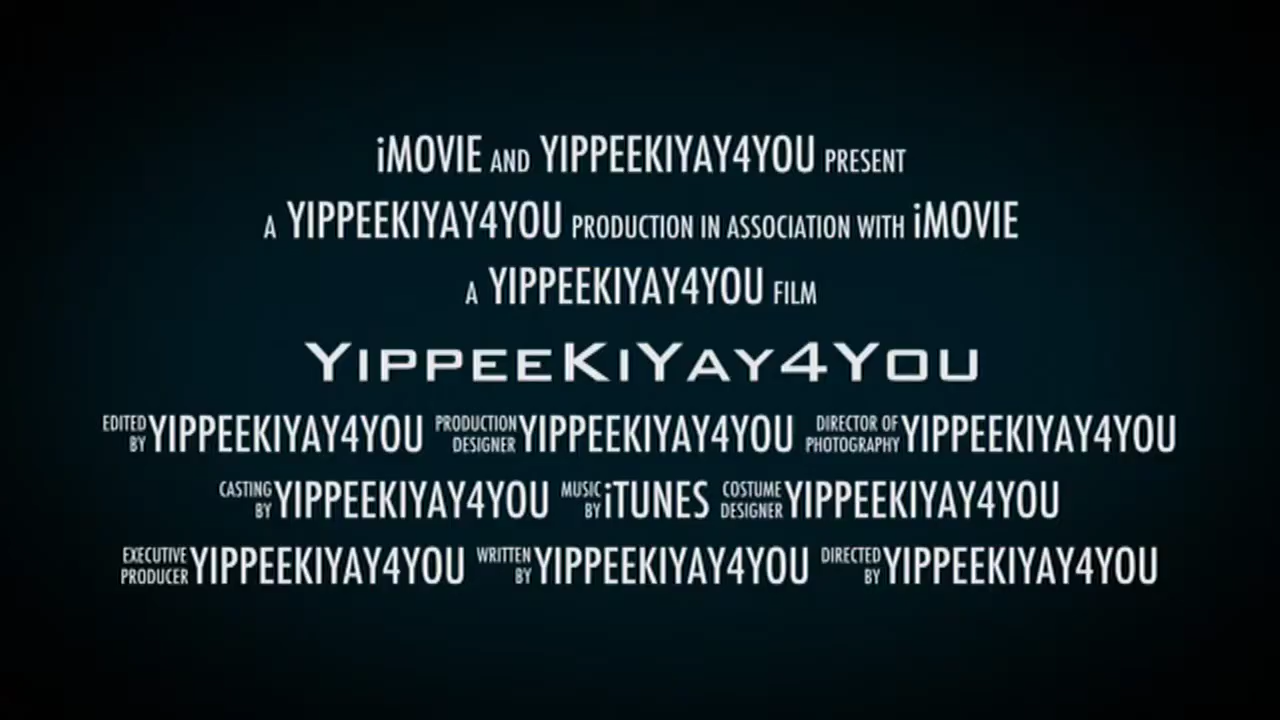 iMOVIE AND YIPPEEKIYAY4YOU PRESENT
A YIPPEEKIYAY4YOU PRODUCTION IN ASSOCIATION WITH iMOVIE
A YIPPEEKIYAY4YOU FILM
YIPPEEKIYAY4YOU
EDITED BY YIPPEEKIYAY4YOU PRODUCTION DESIGNER YIPPEEKIYAY4YOU DIRECTOR OF PHOTOGRAPHY YIPPEEKIYAY4YOU
CASTING BY YIPPEEKIYAY4YOU MUSIC BY iTUNES COSTUME DESIGNER YIPPEEKIYAY4YOU
EXECUTIVE PRODUCER YIPPEEKIYAY4YOU WRITTEN BY YIPPEEKIYAY4YOU DIRECTED BY YIPPEEKIYAY4YOU